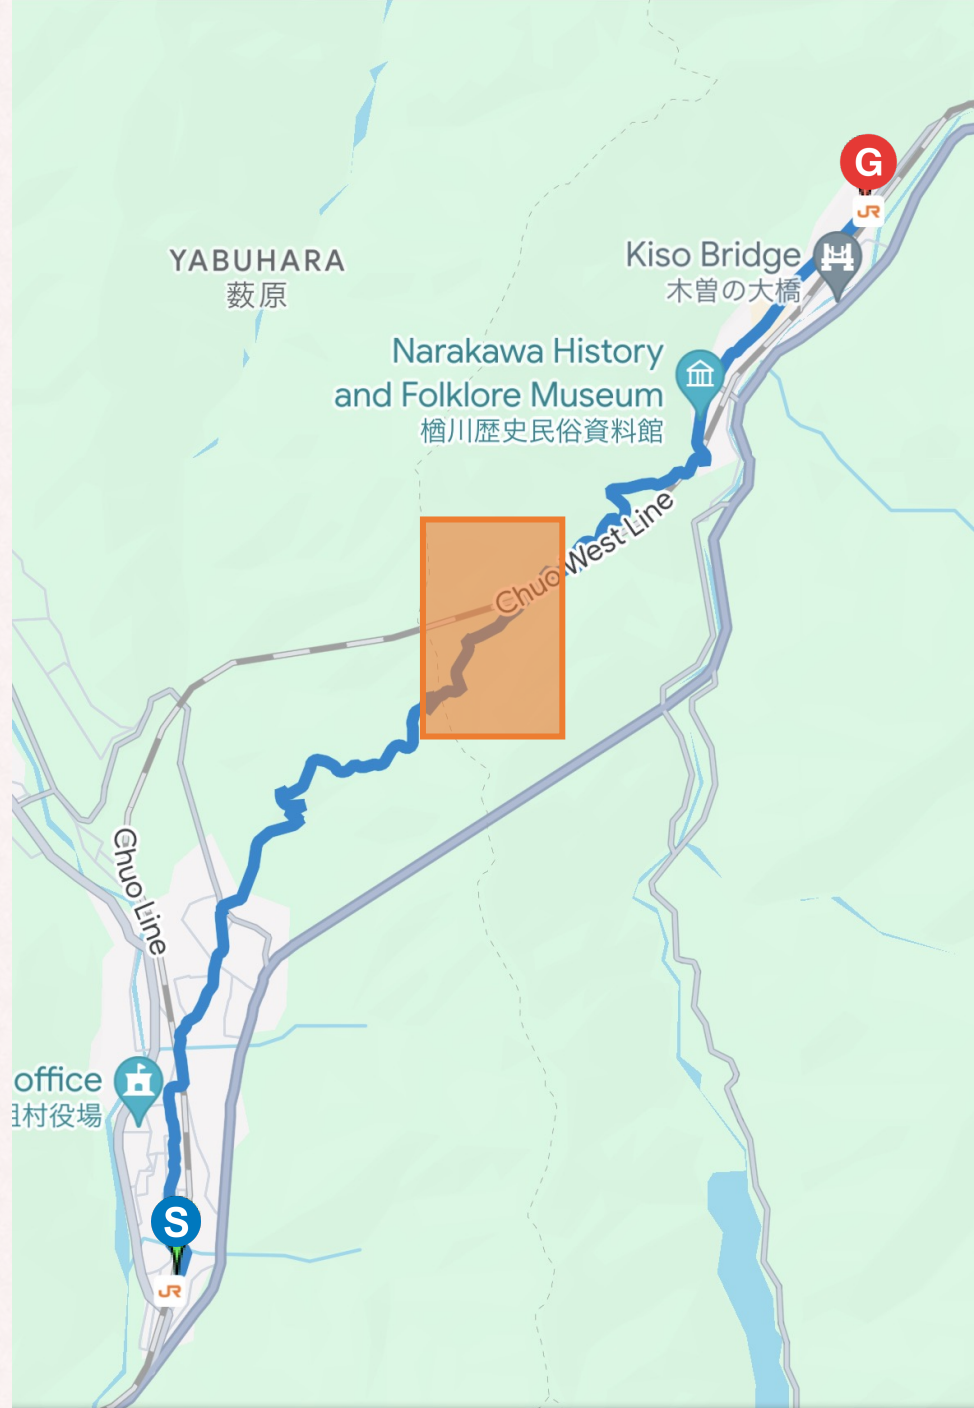 G
JR
YABUHARA
薮原
Kiso Bridge
木曽の大橋
Narakawa History
and Folklore Museum
楢川歴史民俗資料館
Chuo West Line
Chuo Line
office
祖村役場
S
JR